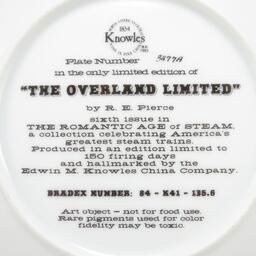 1854
Knowles
Plate Number 3877A
in the only limited edition of
"THE OVERLAND LIMITED"
by R. E. Pierce
sixth issue in
THE ROMANTIC AGE of STEAM,
a collection celebrating America's
greatest steam trains.
Produced in an edition limited to
150 firing days
and hallmarked by the
Edwin M. Knowles China Company.
BRADEX NUMBER: 84 - K41 - 135.6
Art object - not for food use.
Rare pigments used for color
fidelity may be toxic.